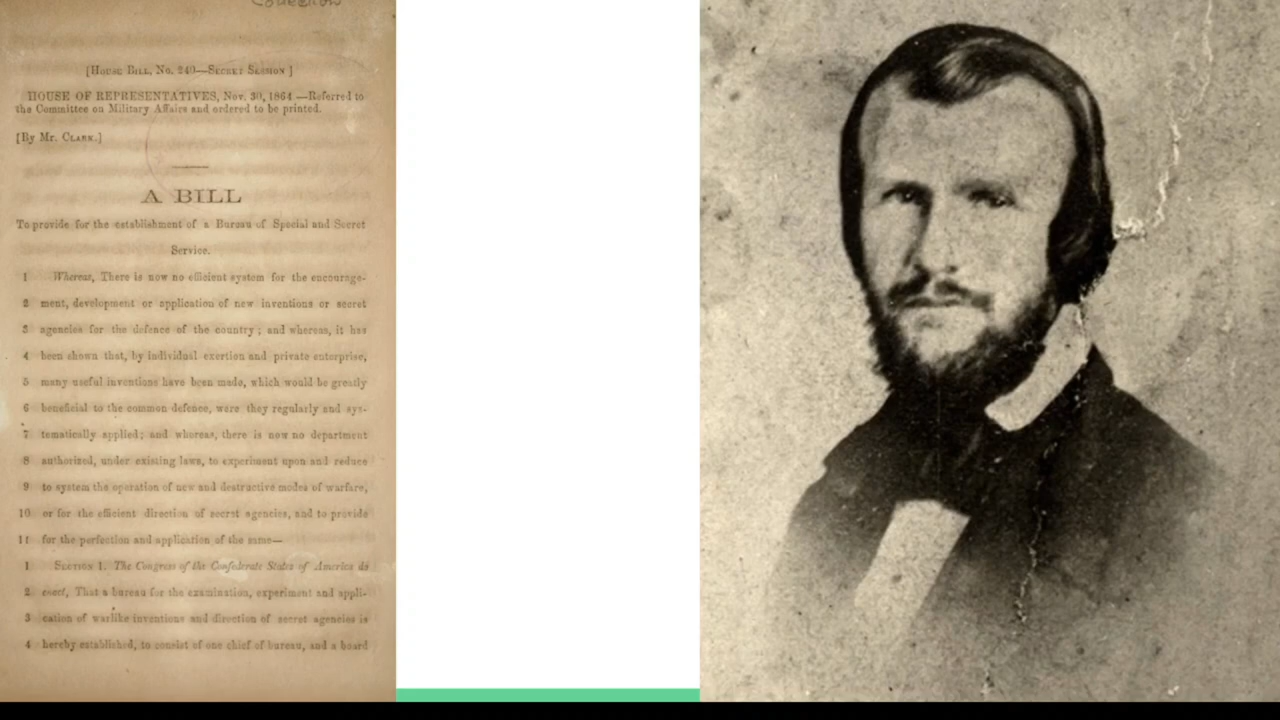 Collection
[House Bill, No. 240—Secret Session ]
HOUSE OF REPRESENTATIVES, Nov. 30, 1864.—Referred to
the Committee on Military Affairs and ordered to be printed.
[By Mr. Clark.]
A BILL
To provide for the establishment of a Bureau of Special and Secret
Service.
1 Whereas, There is now no efficient system for the encourage-
2 ment, development or application of new inventions or secret
3 agencies for the defence of the country; and whereas, it has
4 been shown that, by individual exertion and private enterprise,
5 many useful inventions have been made, which would be greatly
6 beneficial to the common defence, were they regularly and sys-
7 tematically applied; and whereas, there is now no department
8 authorized, under existing laws, to experiment upon and reduce
9 to system the operation of new and destructive modes of warfare,
10 or for the efficient direction of secret agencies, and to provide
11 for the perfection and application of the same—
1 Section 1. The Congress of the Confederate States of America do
2 enact, That a bureau for the examination, experiment and appli-
3 cation of warlike inventions and direction of secret agencies is
4 hereby established, to consist of one chief of bureau, and a board